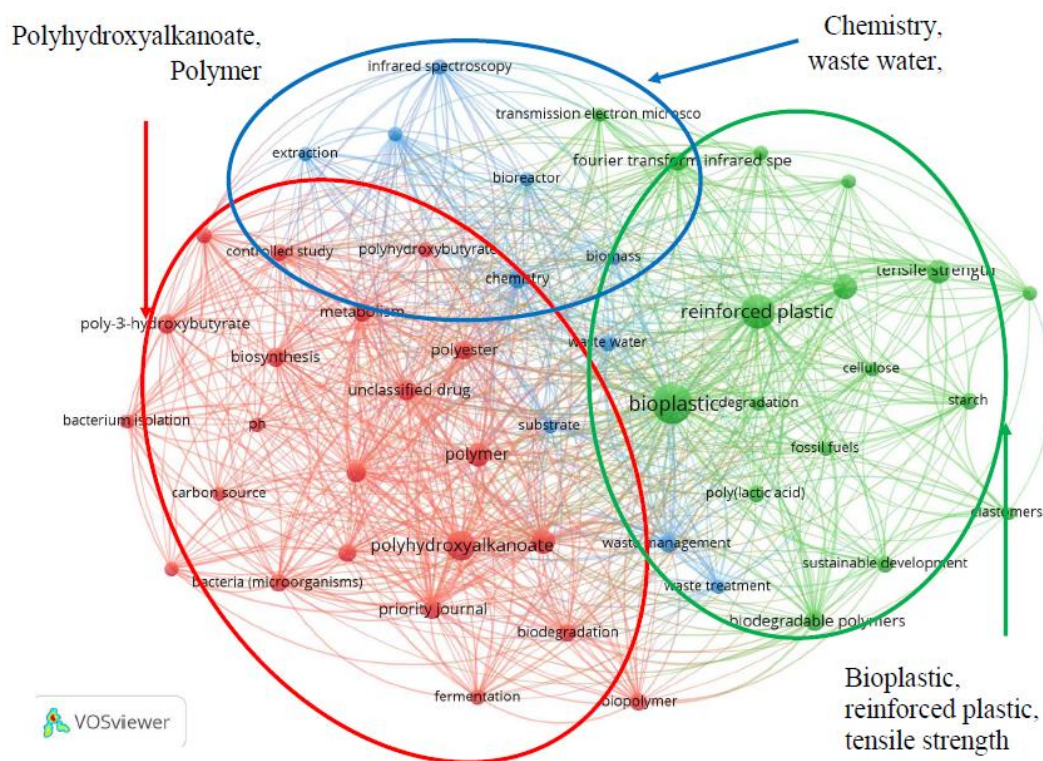 Polyhydroxyalkanoate,
Polymer
Chemistry,
waste water,
infrared spectroscopy
transmission electron microsco
extraction
fourier transform infrared spe
bioreactor
controlled study
polyhydroxybutyrate
biomass
chemistry
tensile strength
metabolism
reinforced plastic
poly-3-hydroxybutyrate
biosynthesis
polyester
waste water
cellulose
unclassified drug
bioplastic
degradation
starch
bacterium isolation
ph
substrate
polymer
fossil fuels
carbon source
poly(lactic acid)
elastomers
polyhydroxyalkanoate
waste management
sustainable development
bacteria (microorganisms)
waste treatment
priority journal
biodegradation
biodegradable polymers
fermentation
biopolymer
Bioplastic,
reinforced plastic,
tensile strength
VOSviewer